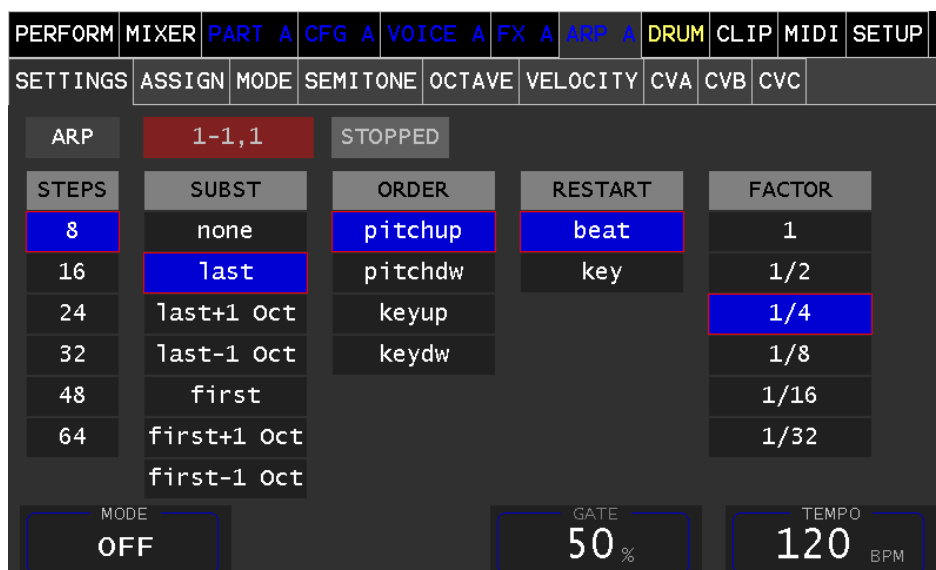 PERFORM MIXER PART A CFG A VOICE A FX A ARP A DRUM CLIP MIDI SETUP
SETTINGS ASSIGN MODE SEMITONE OCTAVE VELOCITY CVA CVB CVC
ARP 1-1,1 STOPPED
STEPS SUBST ORDER RESTART FACTOR
8 none pitchup beat 1
16 last pitchdw key 1/2
24 last+1 Oct keyup 1/4
32 last-1 Oct keydw 1/8
48 first 1/16
64 first+1 Oct 1/32
first-1 Oct
MODE GATE TEMPO
OFF 50 % 120 BPM